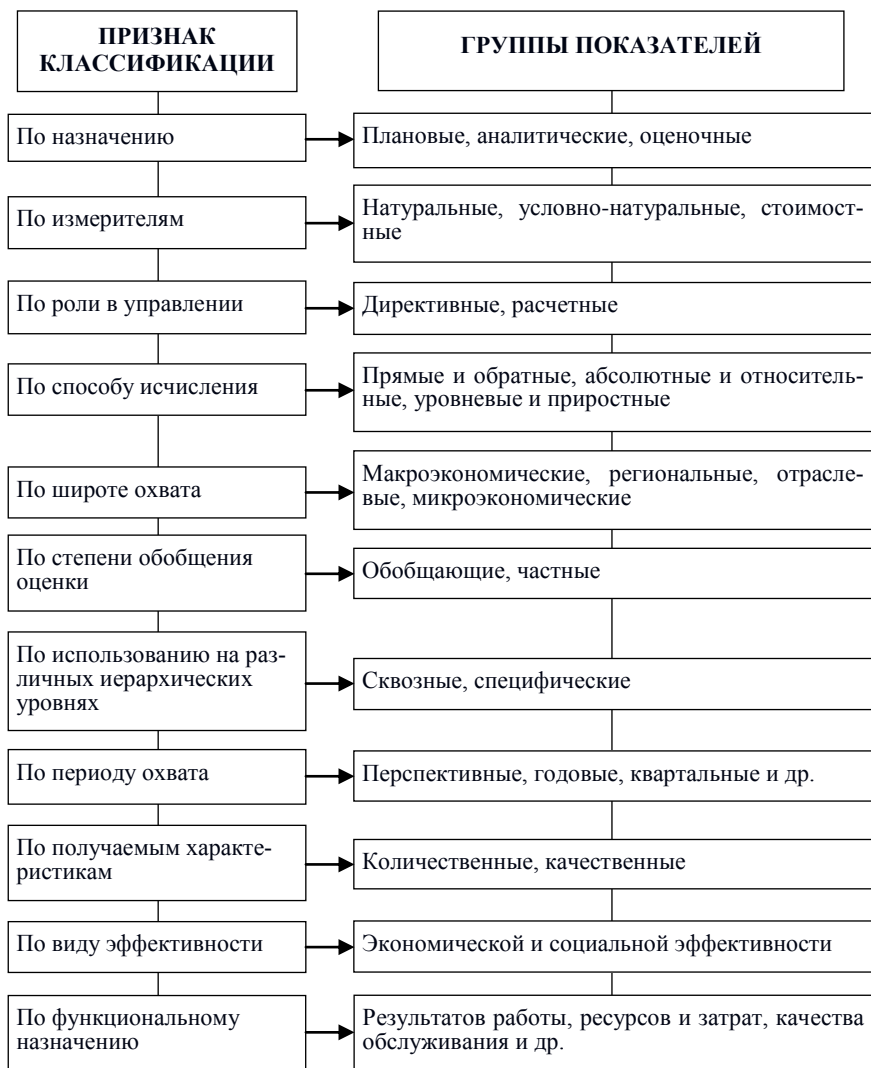 ПРИЗНАК
КЛАССИФИКАЦИИ
ГРУППЫ ПОКАЗАТЕЛЕЙ
По назначению
Плановые, аналитические, оценочные
По измерителям
Натуральные, условно-натуральные, стоимост-
ные
По роли в управлении
Директивные, расчетные
По способу исчисления
Прямые и обратные, абсолютные и относитель-
ные, уровневые и приростные
По широте охвата
Макроэкономические, региональные, отрасле-
вые, микроэкономические
По степени обобщения
оценки
Обобщающие, частные
По использованию на раз-
личных иерархических
уровнях
Сквозные, специфические
По периоду охвата
Перспективные, годовые, квартальные и др.
По получаемым характе-
ристикам
Количественные, качественные
По виду эффективности
Экономической и социальной эффективности
По функциональному
назначению
Результатов работы, ресурсов и затрат, качества
обслуживания и др.